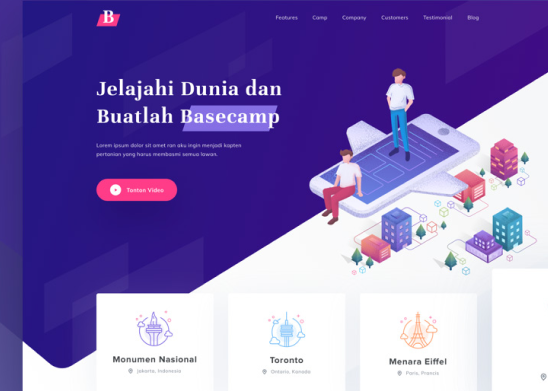 B
Features Camp Company Customers Testimonial Blog
Jelajahi Dunia dan
Buatlah Basecamp
Lorem ipsum dolor sit amet ran aku ingin menjadi kapten
pertanian yang harus membasmi semua lawan.
Tonton Video
Monumen Nasional
Jakarta, Indonesia
Toronto
Ontario, Kanada
Menara Eiffel
Paris, Prancis